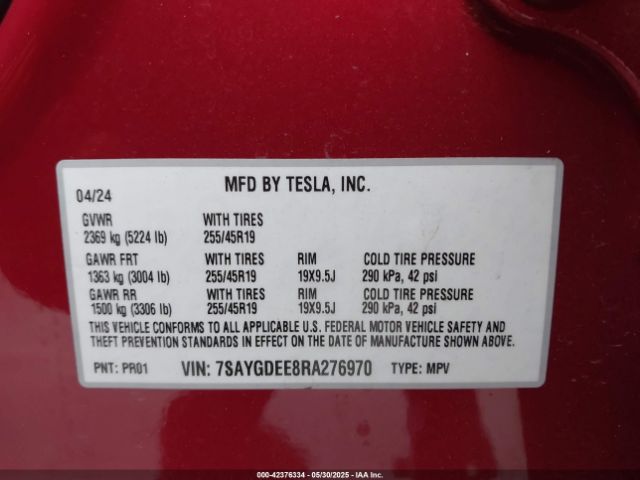 MFD BY TESLA, INC.
04/24
GVWR WITH TIRES
2369 kg (5224 lb) 255/45R19
GAWR FRT WITH TIRES RIM COLD TIRE PRESSURE
1363 kg (3004 lb) 255/45R19 19X9.5J 290 kPa, 42 psi
GAWR RR WITH TIRES RIM COLD TIRE PRESSURE
1500 kg (3306 lb) 255/45R19 19X9.5J 290 kPa, 42 psi
THIS VEHICLE CONFORMS TO ALL APPLICABLE U.S. FEDERAL MOTOR VEHICLE SAFETY AND
THEFT PREVENTION STANDARDS IN EFFECT ON THE DATE OF MANUFACTURE SHOWN ABOVE.
PNT: PR01 VIN: 7SAYGDEE8RA276970 TYPE: MPV
000-42376334 - 05/30/2025 - IAA Inc.